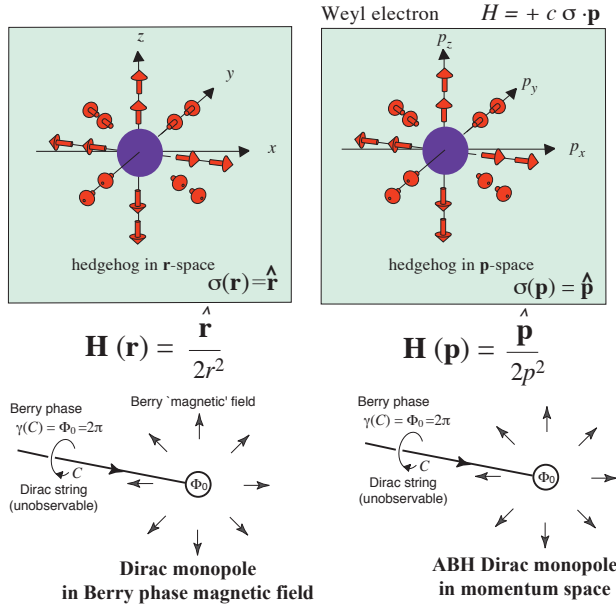 Weyl electron H = + c σ · p
z
y
x
hedgehog in r-space
σ(r)=r̂
p_z
p_y
p_x
hedgehog in p-space
σ(p) = p̂
H (r) = r̂ / 2r²
H (p) = p̂ / 2p²
Berry phase
γ(C) = Φ₀=2π
C
Dirac string
(unobservable)
Berry `magnetic' field
Φ₀
Dirac monopole
in Berry phase magnetic field
Berry phase
γ(C) = Φ₀=2π
C
Dirac string
(unobservable)
Φ₀
ABH Dirac monopole
in momentum space